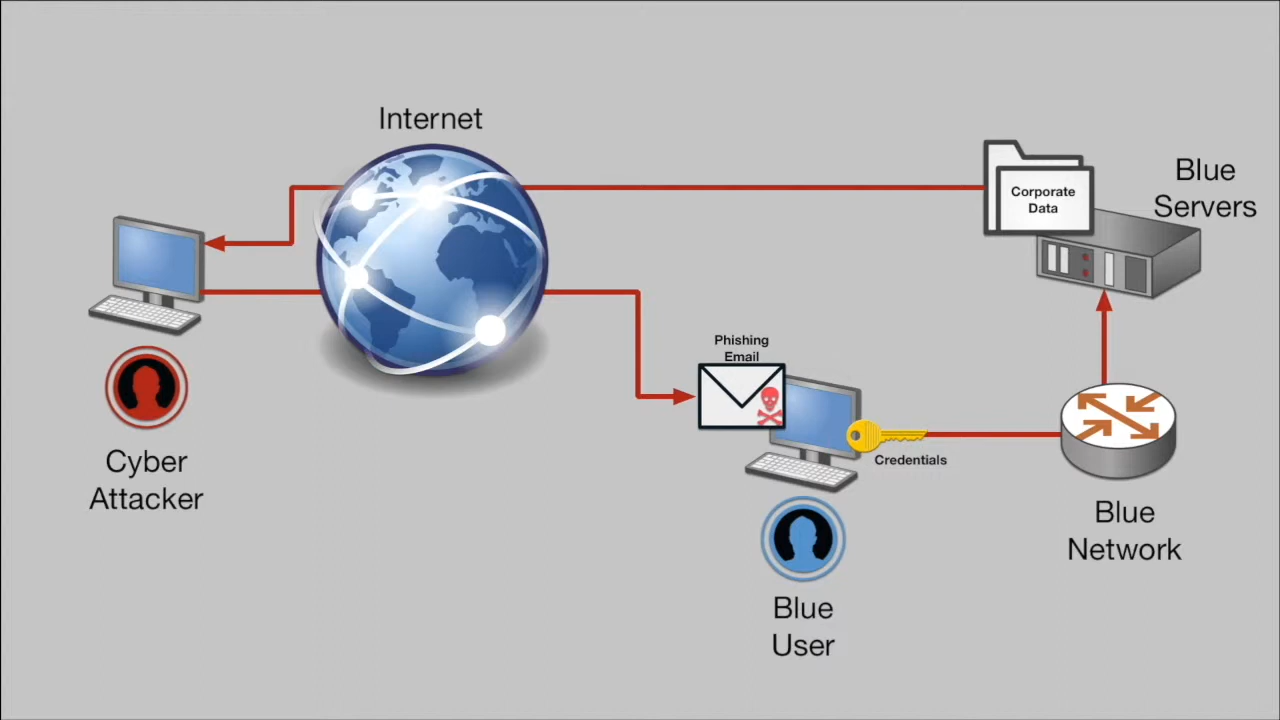 Internet
Corporate
Data
Blue
Servers
Phishing
Email
Credentials
Cyber
Attacker
Blue
Network
Blue
User